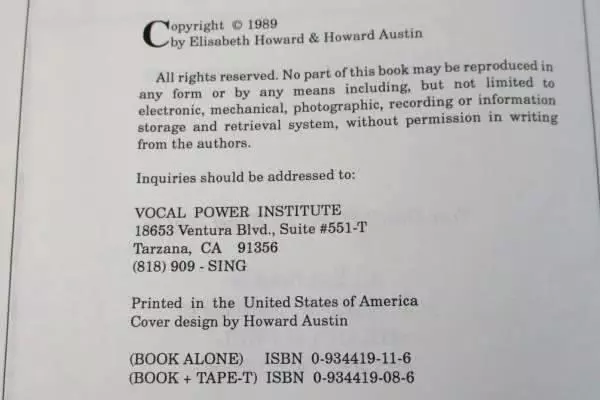 Copyright © 1989
by Elisabeth Howard & Howard Austin
All rights reserved. No part of this book may be reproduced in
any form or by any means including, but not limited to
electronic, mechanical, photographic, recording or information
storage and retrieval system, without permission in writing
from the authors.
Inquiries should be addressed to:
VOCAL POWER INSTITUTE
18653 Ventura Blvd., Suite #551-T
Tarzana, CA 91356
(818) 909 - SING
Printed in the United States of America
Cover design by Howard Austin
(BOOK ALONE) ISBN 0-934419-11-6
(BOOK + TAPE-T) ISBN 0-934419-08-6